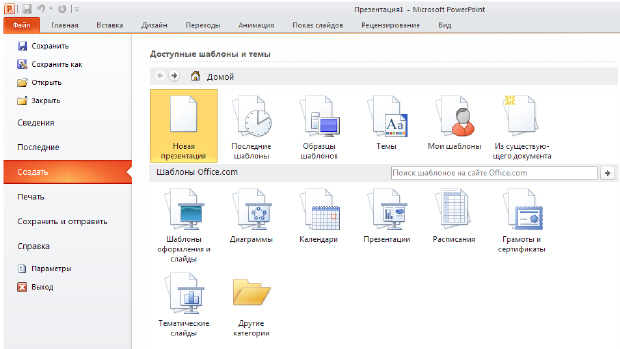 Презентация1 - Microsoft PowerPoint
Файл Главная Вставка Дизайн Переходы Анимация Показ слайдов Рецензирование Вид
Сохранить
Сохранить как
Открыть
Закрыть
Сведения
Последние
Создать
Печать
Сохранить и отправить
Справка
Параметры
Выход
Доступные шаблоны и темы
Домой
Новая презентация
Последние шаблоны
Образцы шаблонов
Темы
Мои шаблоны
Из существую-
щего документа
Шаблоны Office.com
Поиск шаблонов на сайте Office.com
Шаблоны
оформления и
слайды
Диаграммы
Календари
Презентации
Расписания
Грамоты и
сертификаты
Тематические
слайды
Другие
категории